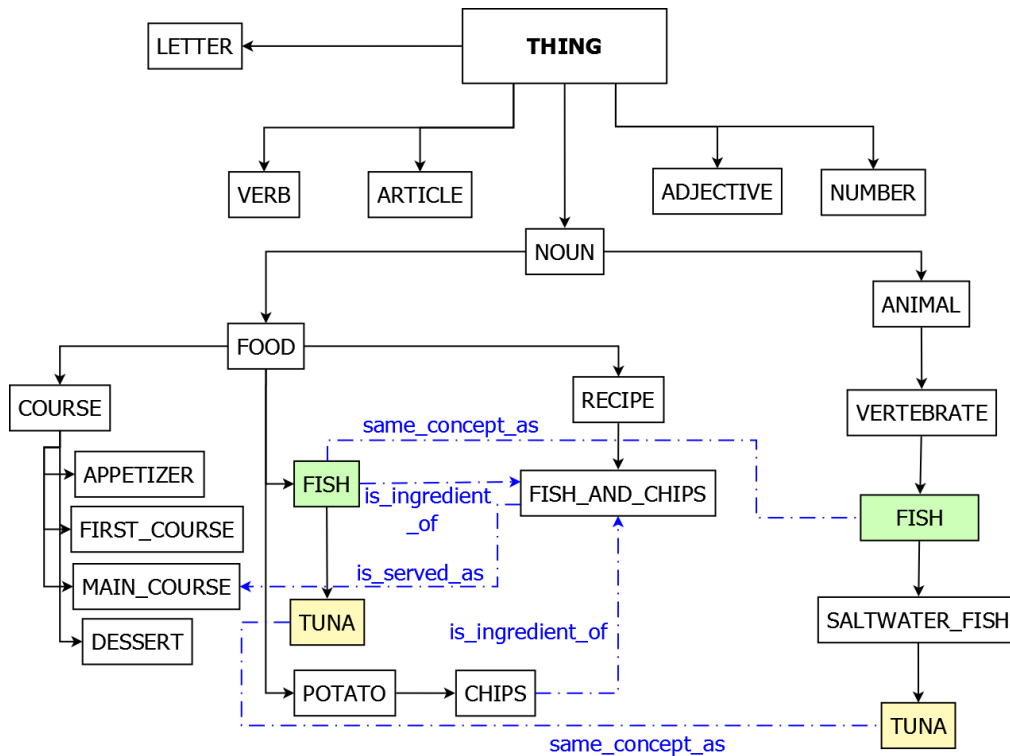 THING
LETTER
VERB
ARTICLE
ADJECTIVE
NUMBER
NOUN
ANIMAL
FOOD
COURSE
RECIPE
VERTEBRATE
same_concept_as
APPETIZER
FISH
is_ingredient
_of
FISH_AND_CHIPS
FISH
FIRST_COURSE
is_served_as
MAIN_COURSE
TUNA
is_ingredient_of
SALTWATER_FISH
DESSERT
POTATO
CHIPS
TUNA
same_concept_as